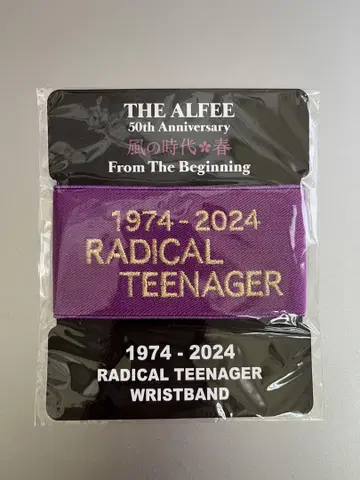 THE ALFEE
50th Anniversary
風の時代✿春
From The Beginning
1974-2024
RADICAL
TEENAGER
1974 - 2024
RADICAL TEENAGER
WRISTBAND